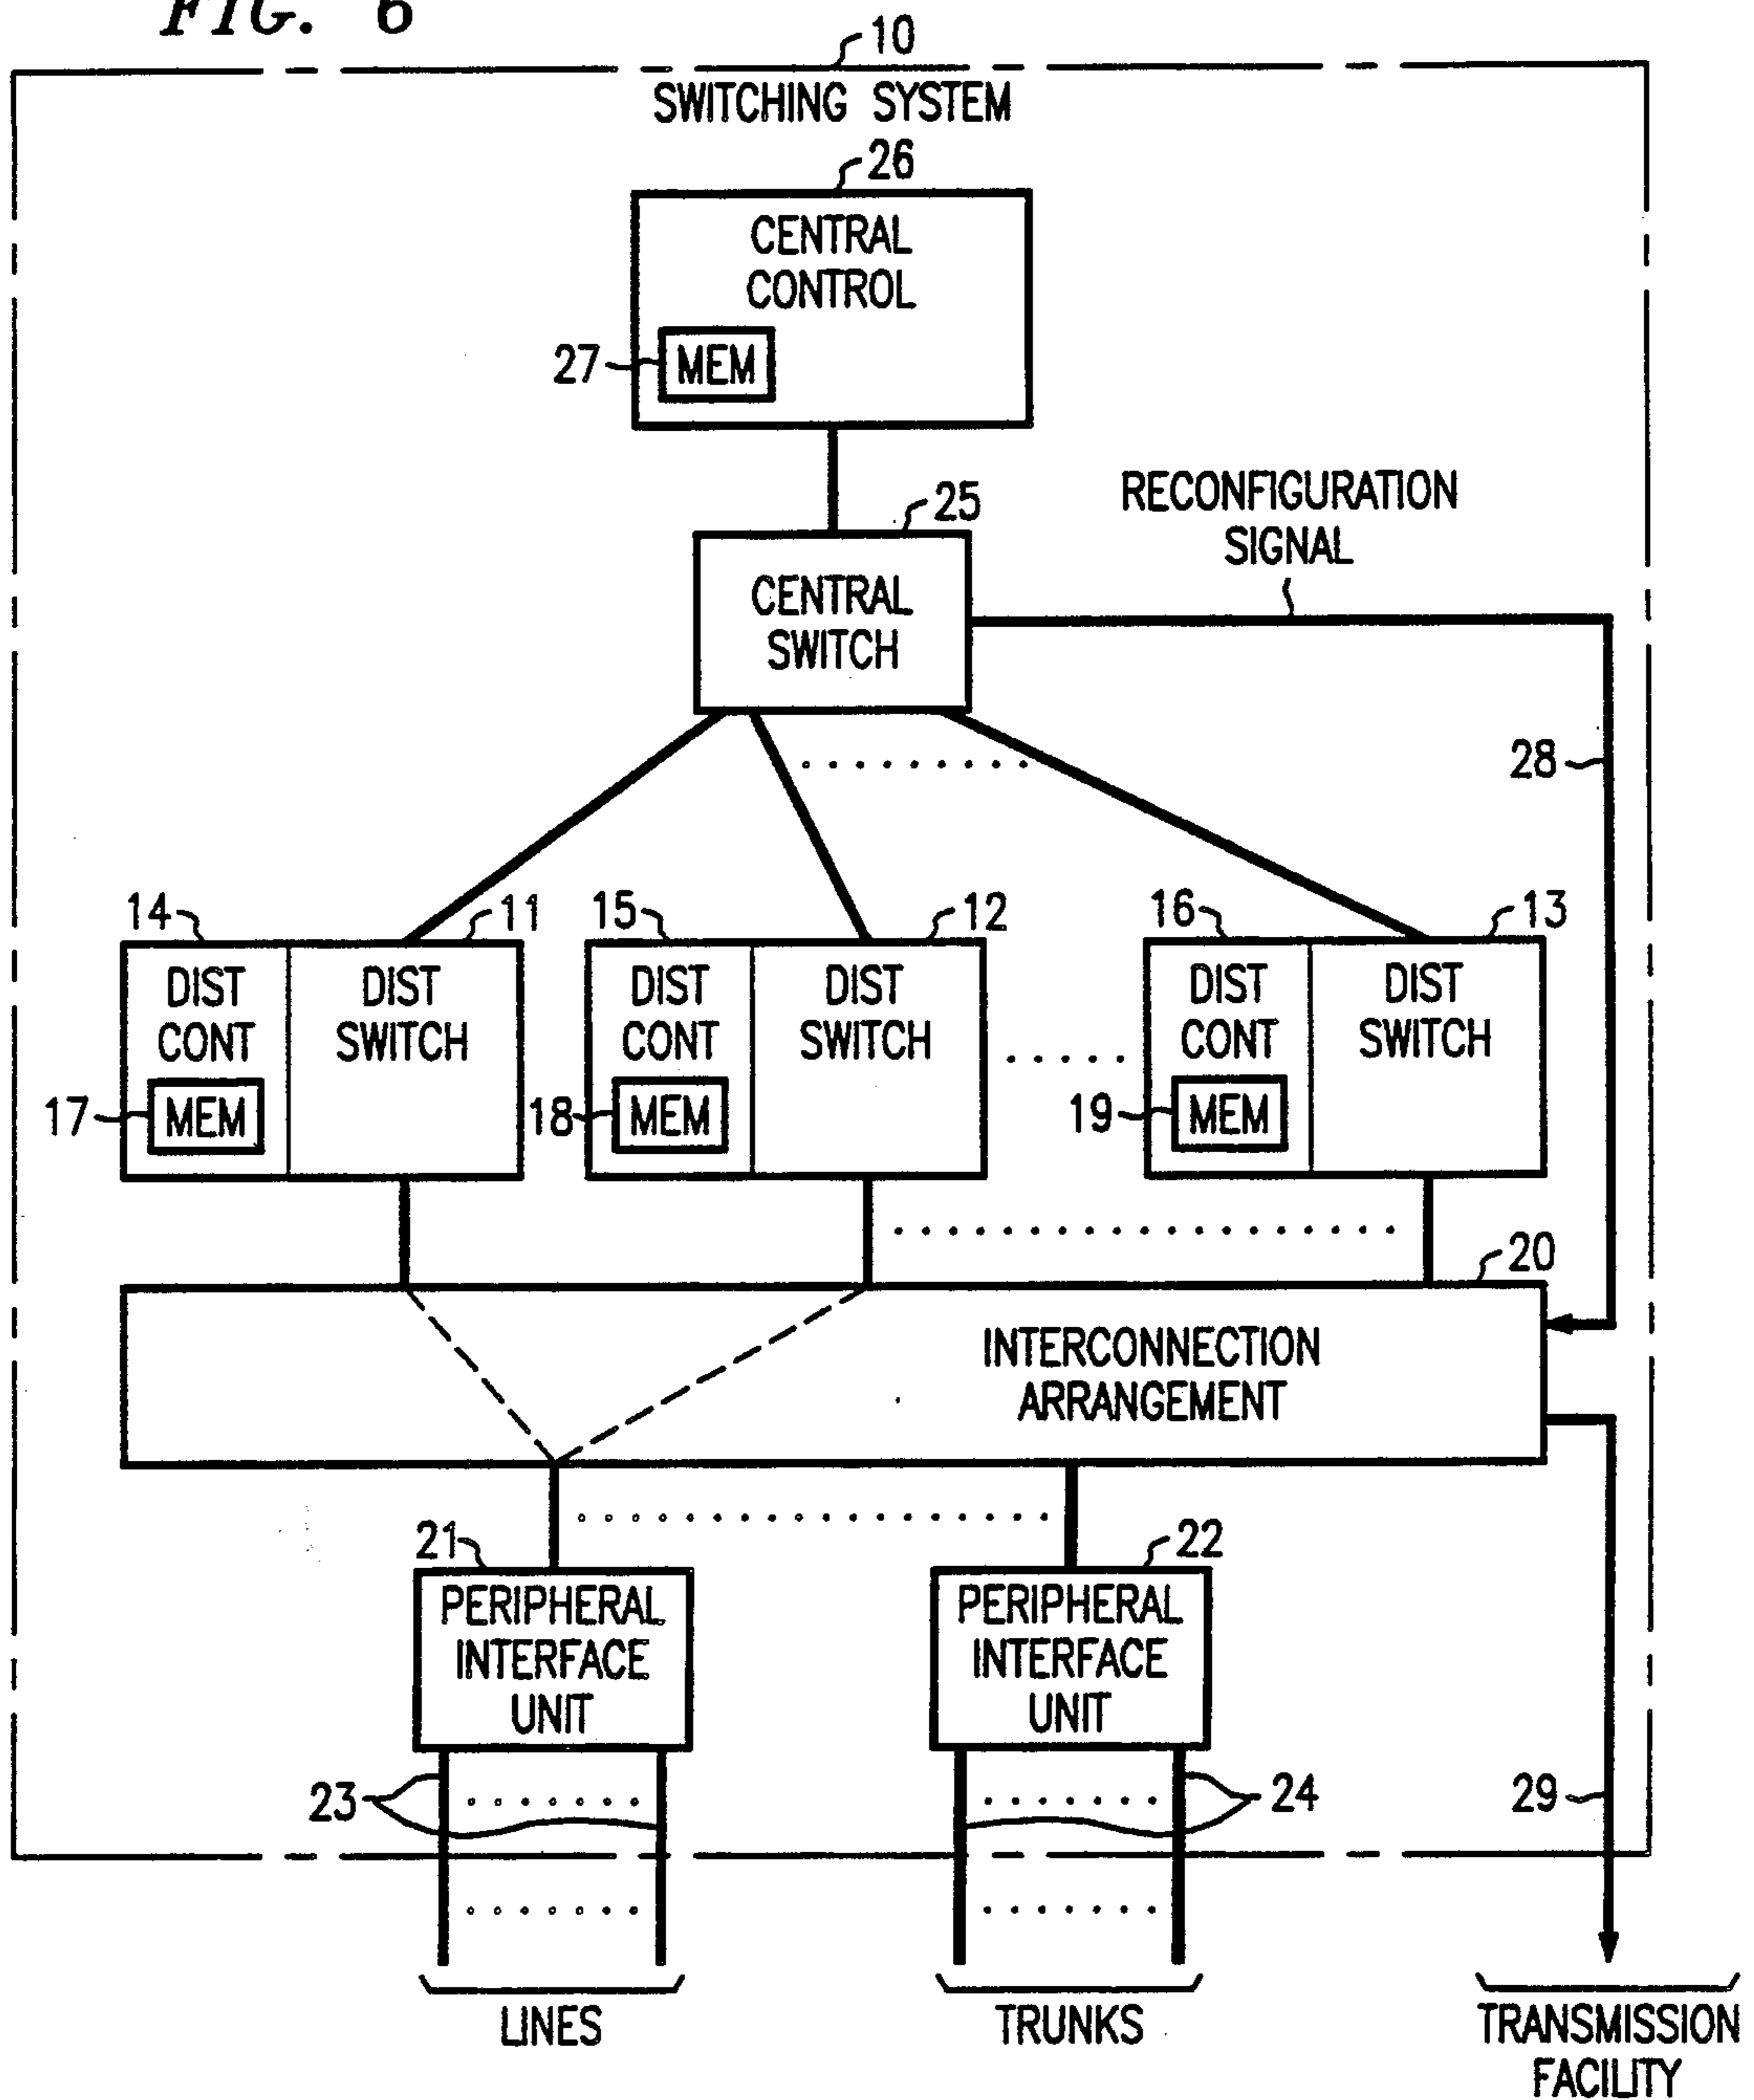 FIG. 6
10
SWITCHING SYSTEM
26
CENTRAL
CONTROL
27
MEM
25
RECONFIGURATION
SIGNAL
CENTRAL
SWITCH
28
14
11
15
12
16
13
DIST
CONT
DIST
SWITCH
DIST
CONT
DIST
SWITCH
DIST
CONT
DIST
SWITCH
17
MEM
18
MEM
19
MEM
20
INTERCONNECTION
ARRANGEMENT
21
22
PERIPHERAL
INTERFACE
UNIT
PERIPHERAL
INTERFACE
UNIT
23
24
29
LINES
TRUNKS
TRANSMISSION
FACILITY